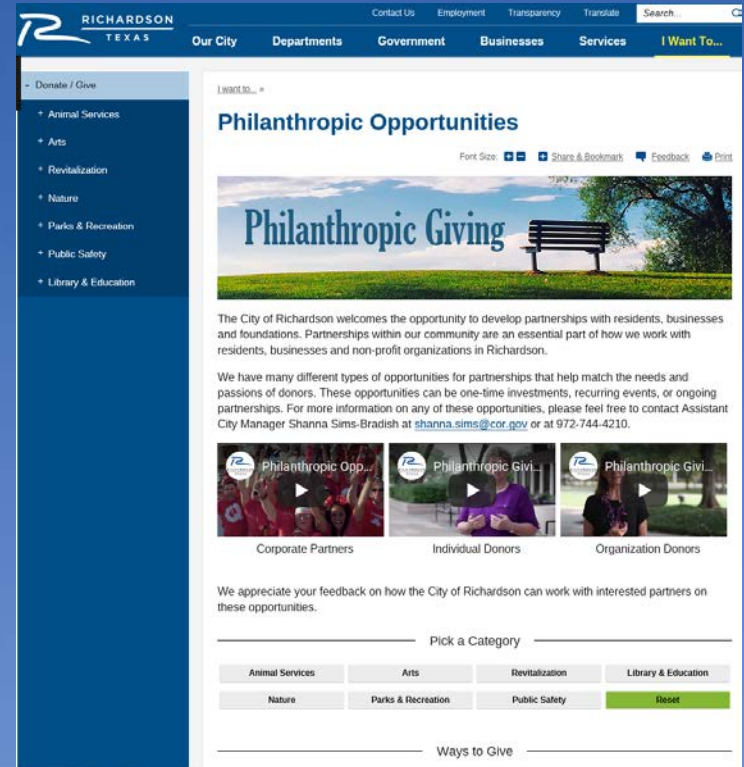 RICHARDSON
TEXAS
Contact Us Employment Transparency Translate Search...
Our City Departments Government Businesses Services I Want To...
- Donate / Give
+ Animal Services
+ Arts
+ Revitalization
+ Nature
+ Parks & Recreation
+ Public Safety
+ Library & Education
I want to... »
Philanthropic Opportunities
Font Size: + - + Share & Bookmark Feedback Print
Philanthropic Giving
The City of Richardson welcomes the opportunity to develop partnerships with residents, businesses
and foundations. Partnerships within our community are an essential part of how we work with
residents, businesses and non-profit organizations in Richardson.
We have many different types of opportunities for partnerships that help match the needs and
passions of donors. These opportunities can be one-time investments, recurring events, or ongoing
partnerships. For more information on any of these opportunities, please feel free to contact Assistant
City Manager Shanna Sims-Bradish at shanna.sims@cor.gov or at 972-744-4210.
Philanthropic Opp... Philanthropic Givi... Philanthropic Givi...
Corporate Partners Individual Donors Organization Donors
We appreciate your feedback on how the City of Richardson can work with interested partners on
these opportunities.
Pick a Category
Animal Services Arts Revitalization Library & Education
Nature Parks & Recreation Public Safety Reset
Ways to Give